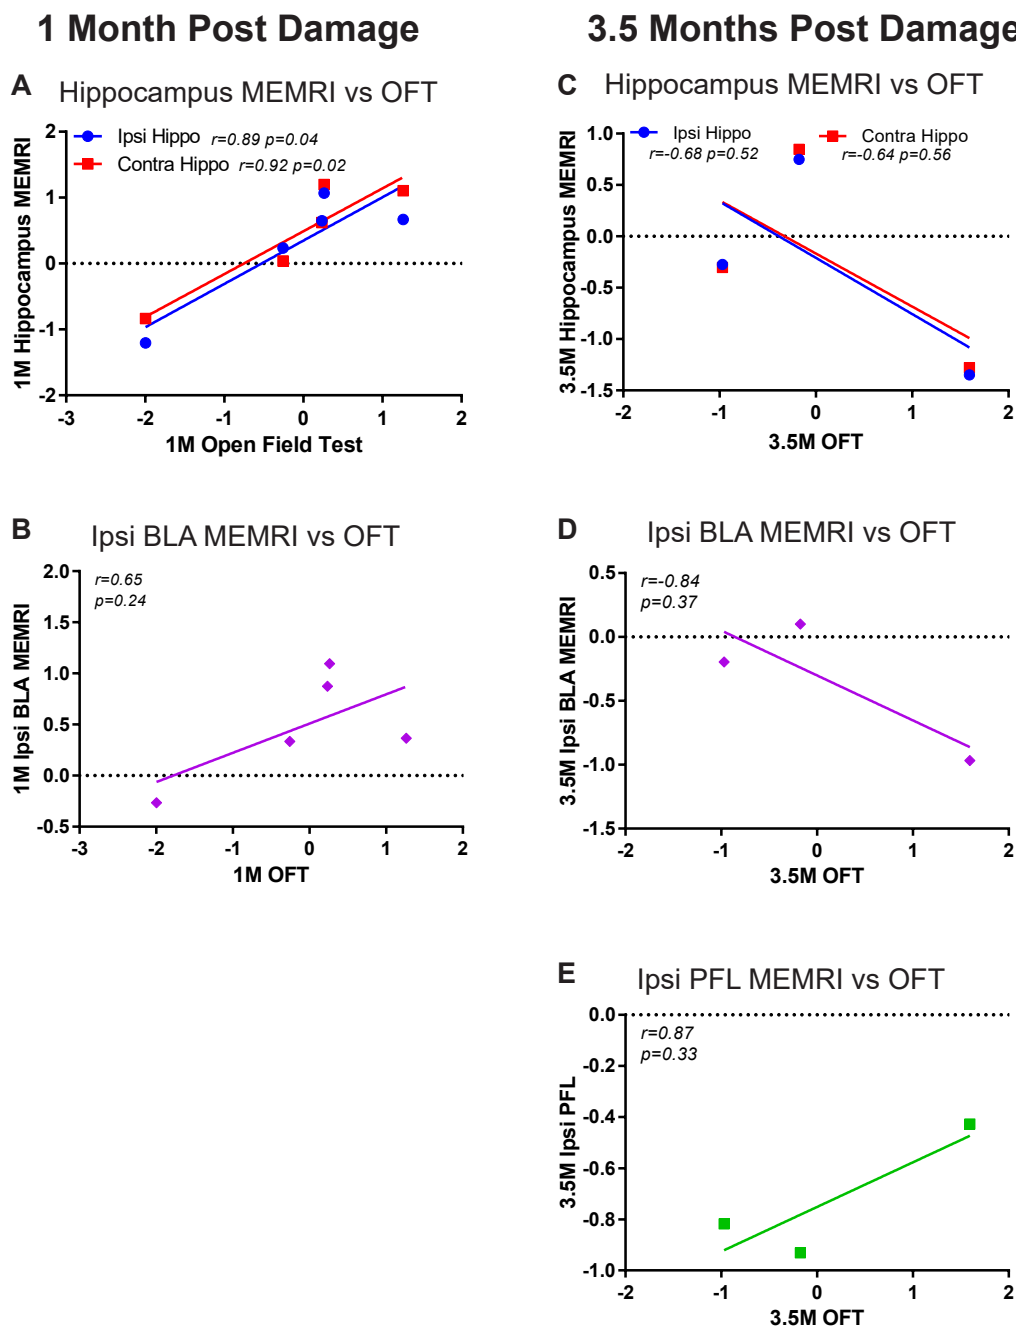 1 Month Post Damage
3.5 Months Post Damage
A
Hippocampus MEMRI vs OFT
Ipsi Hippo r=0.89 p=0.04
Contra Hippo r=0.92 p=0.02
1M Hippocampus MEMRI
2
1
0
-1
-2
-3 -2 -1 0 1 2
1M Open Field Test
C
Hippocampus MEMRI vs OFT
Ipsi Hippo
r=-0.68 p=0.52
Contra Hippo
r=-0.64 p=0.56
3.5M Hippocampus MEMRI
1.0
0.5
0.0
-0.5
-1.0
-1.5
-2 -1 0 1 2
3.5M OFT
B
Ipsi BLA MEMRI vs OFT
r=0.65
p=0.24
1M Ipsi BLA MEMRI
2.0
1.5
1.0
0.5
0.0
-0.5
-3 -2 -1 0 1 2
1M OFT
D
Ipsi BLA MEMRI vs OFT
r=-0.84
p=0.37
3.5M Ipsi BLA MEMRI
0.5
0.0
-0.5
-1.0
-1.5
-2 -1 0 1 2
3.5M OFT
E
Ipsi PFL MEMRI vs OFT
r=0.87
p=0.33
3.5M Ipsi PFL
0.0
-0.2
-0.4
-0.6
-0.8
-1.0
-2 -1 0 1 2
3.5M OFT